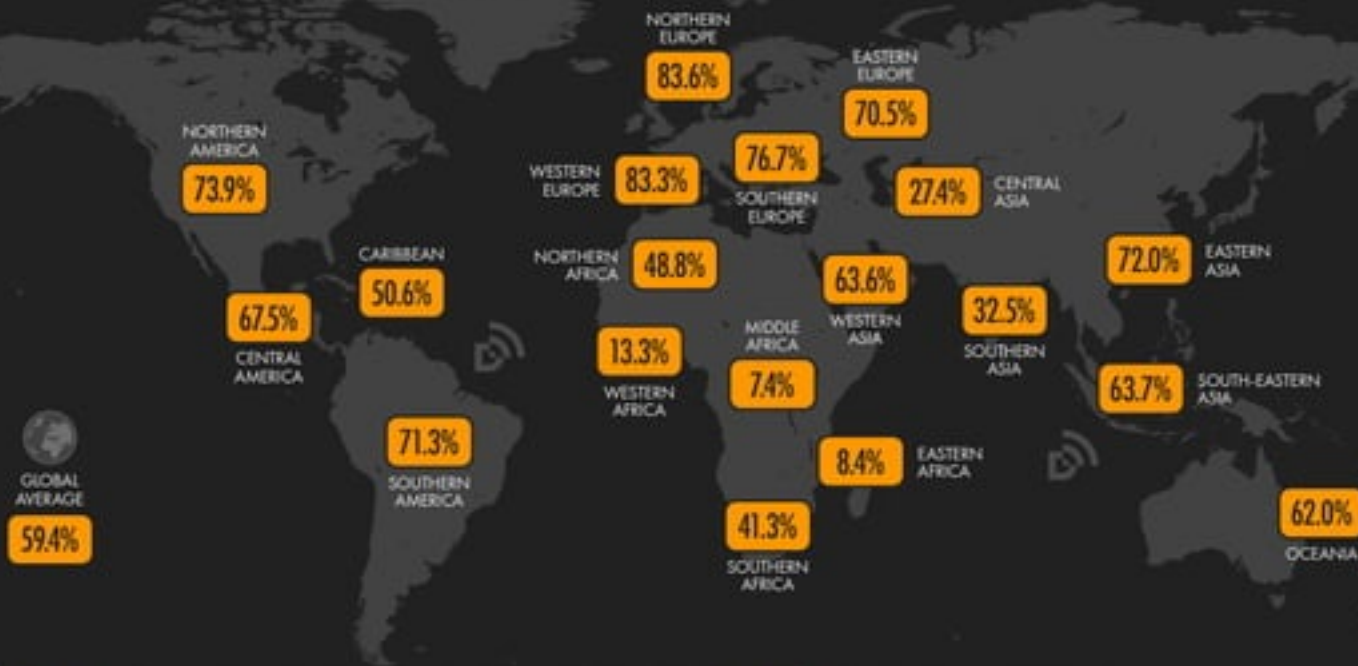 NORTHERN
EUROPE
83.6%
EASTERN
EUROPE
70.5%
NORTHERN
AMERICA
73.9%
WESTERN
EUROPE
83.3%
76.7%
SOUTHERN
EUROPE
27.4%
CENTRAL
ASIA
CARIBBEAN
50.6%
NORTHERN
AFRICA
48.8%
63.6%
WESTERN
ASIA
72.0%
EASTERN
ASIA
67.5%
CENTRAL
AMERICA
13.3%
WESTERN
AFRICA
MIDDLE
AFRICA
7.4%
32.5%
SOUTHERN
ASIA
63.7%
SOUTH-EASTERN
ASIA
71.3%
SOUTHERN
AMERICA
8.4%
EASTERN
AFRICA
GLOBAL
AVERAGE
59.4%
41.3%
SOUTHERN
AFRICA
62.0%
OCEANIA